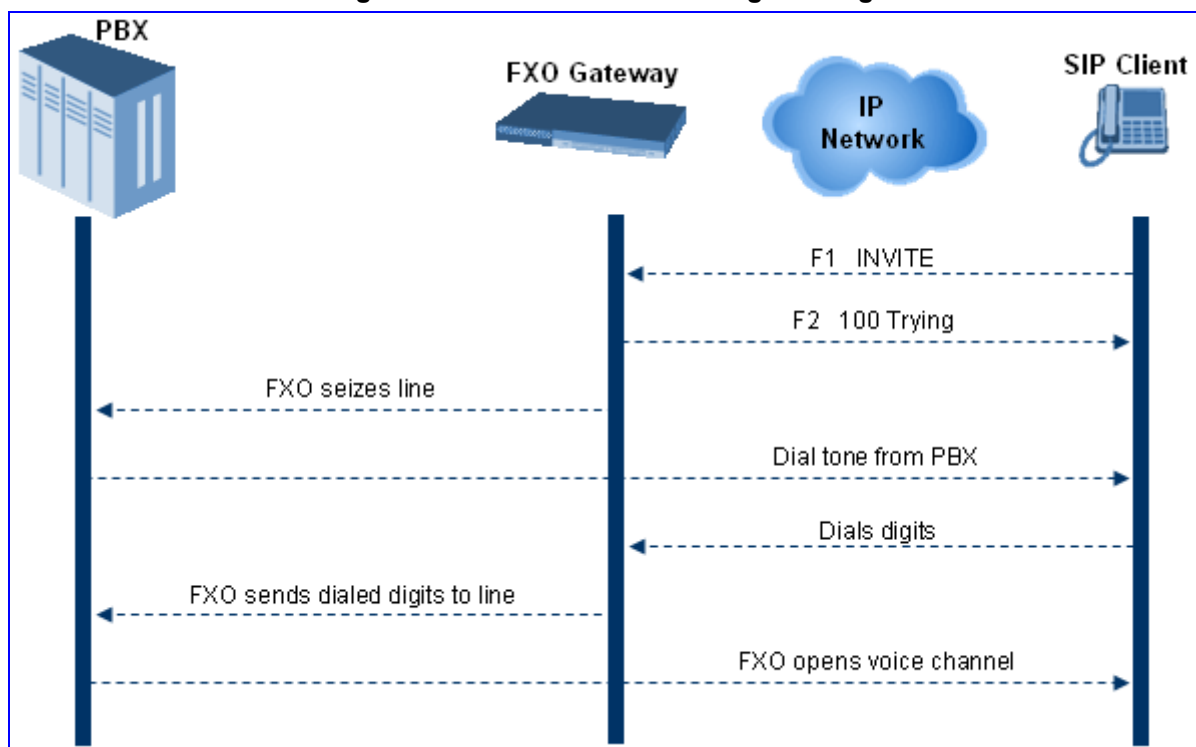 PBX
FXO Gateway
IP
Network
SIP Client
F1 INVITE
F2 100 Trying
FXO seizes line
Dial tone from PBX
Dials digits
FXO sends dialed digits to line
FXO opens voice channel